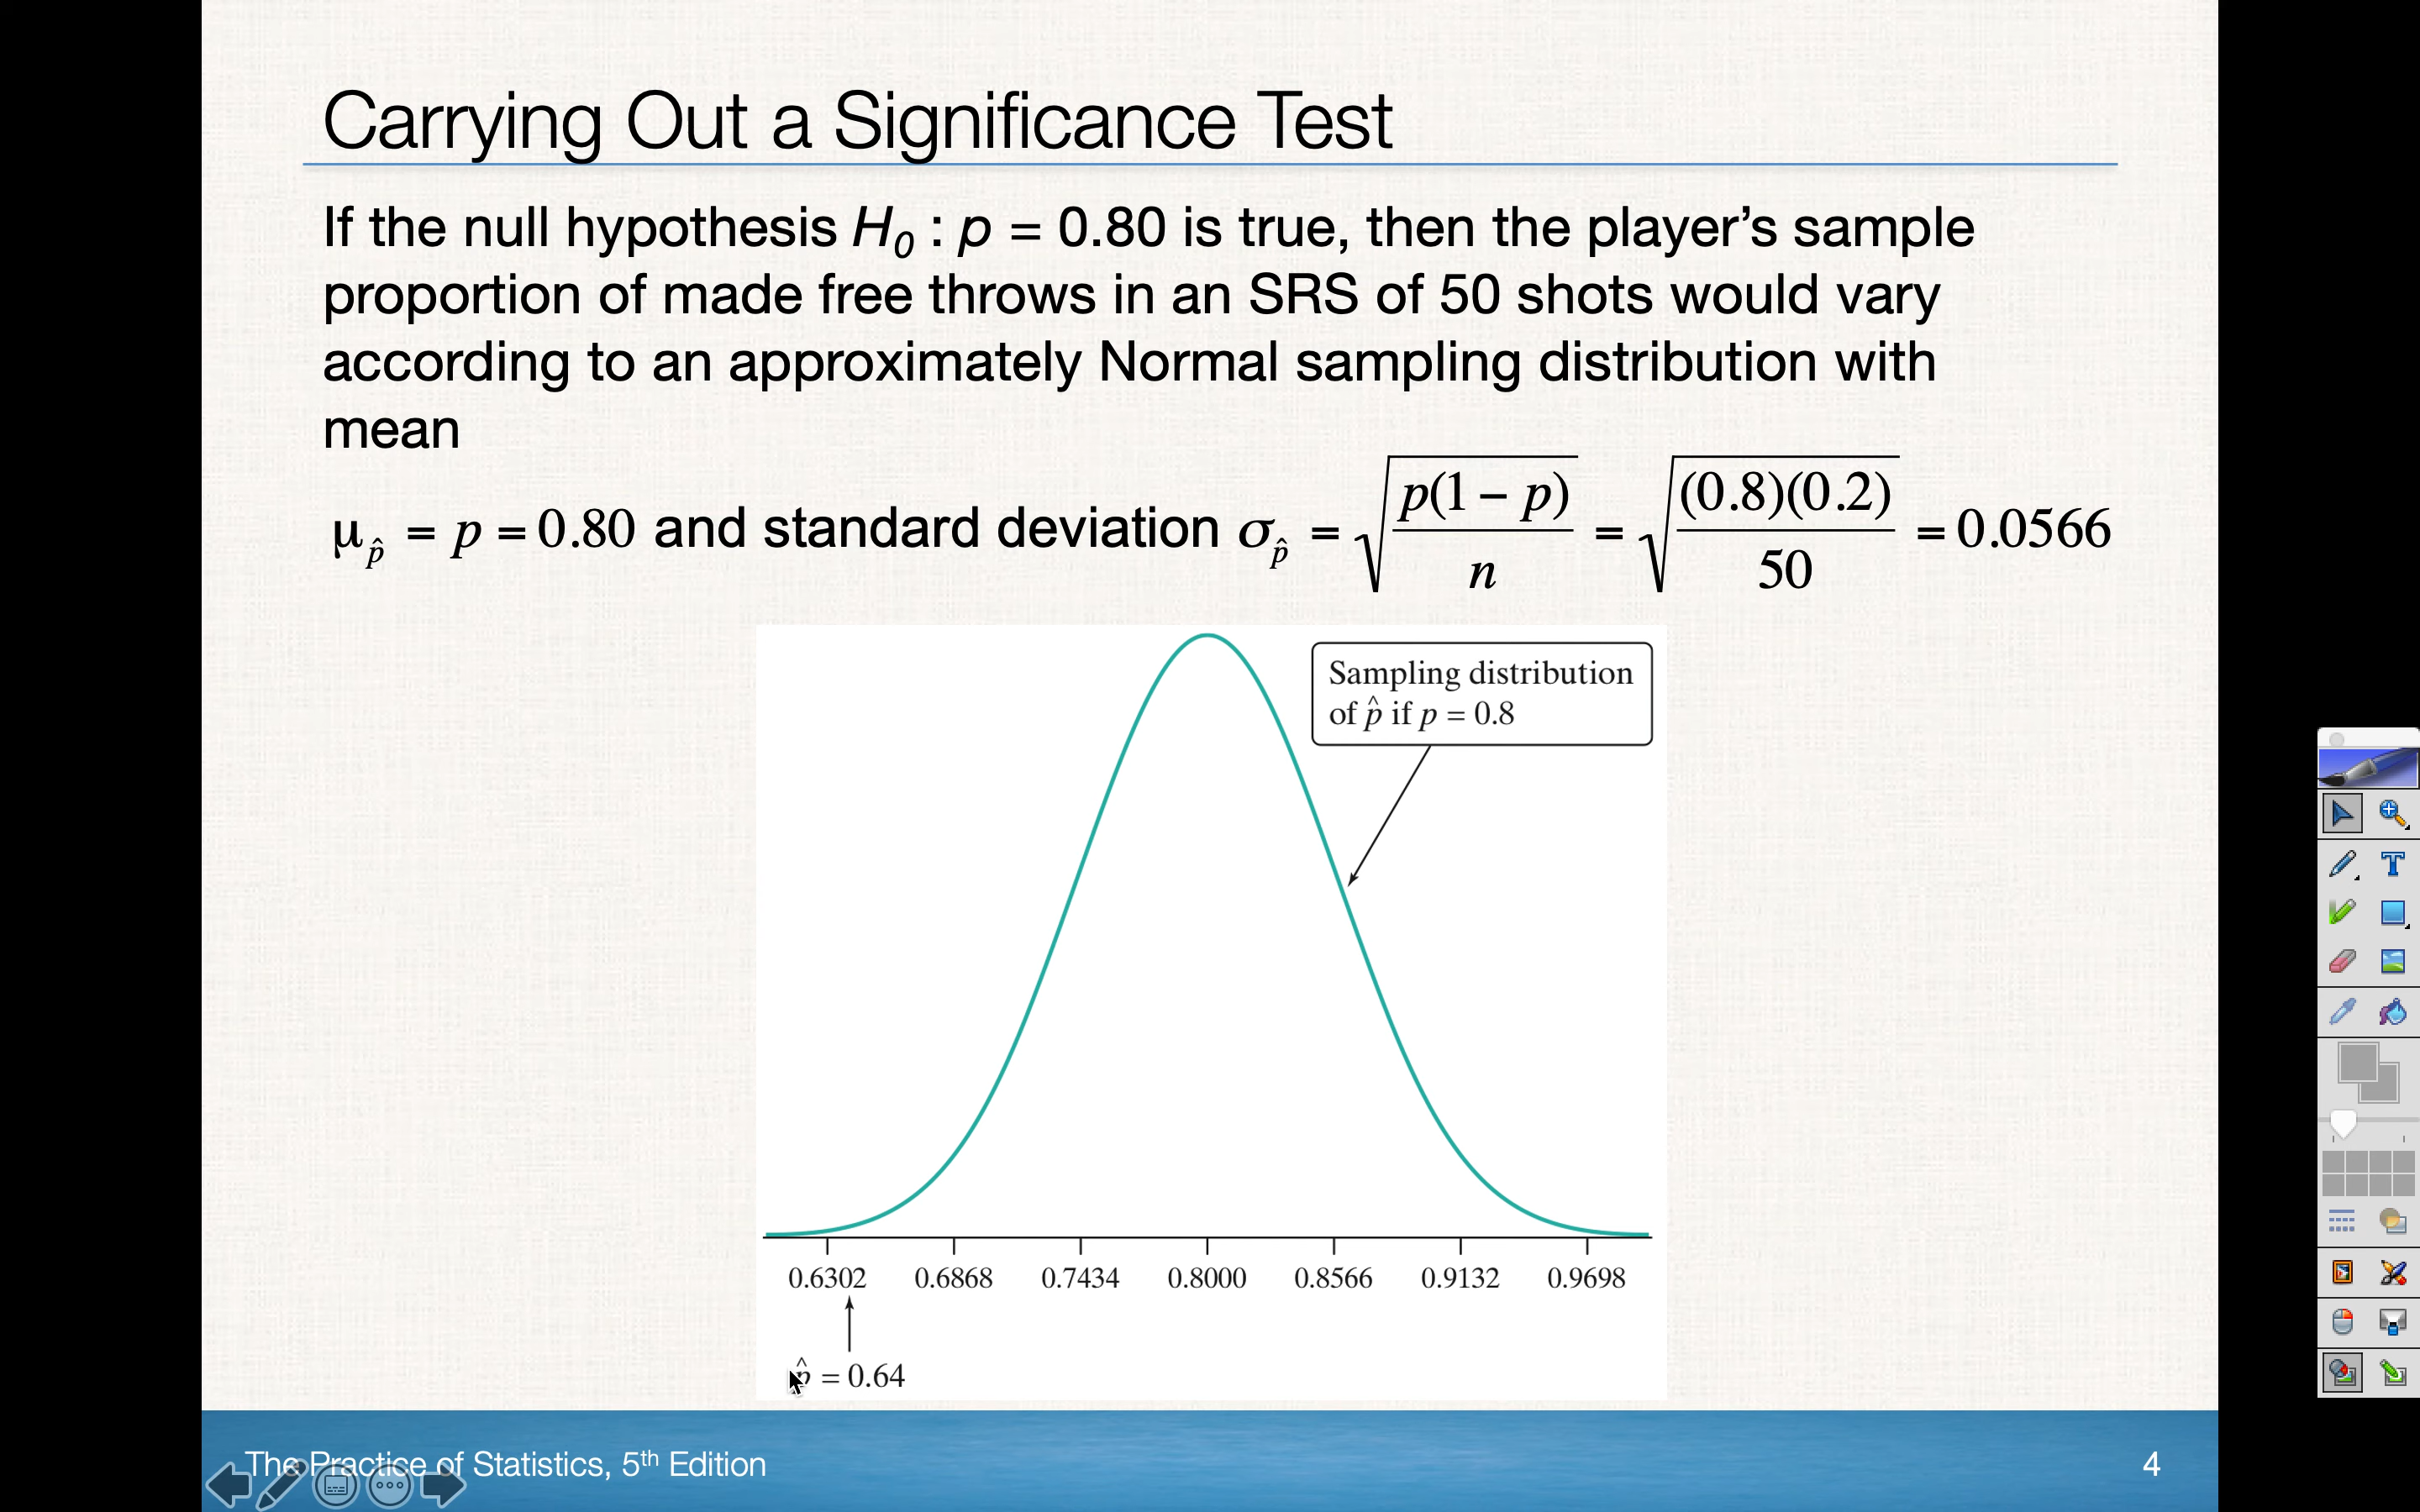 Carrying Out a Significance Test
If the null hypothesis H₀ : p = 0.80 is true, then the player’s sample
proportion of made free throws in an SRS of 50 shots would vary
according to an approximately Normal sampling distribution with
mean
μ_p̂ = p = 0.80 and standard deviation σ_p̂ = √(p(1 − p)/n) = √((0.8)(0.2)/50) = 0.0566
Sampling distribution
of p̂ if p = 0.8
0.6302 0.6868 0.7434 0.8000 0.8566 0.9132 0.9698
p̂ = 0.64
The Practice of Statistics, 5th Edition
4